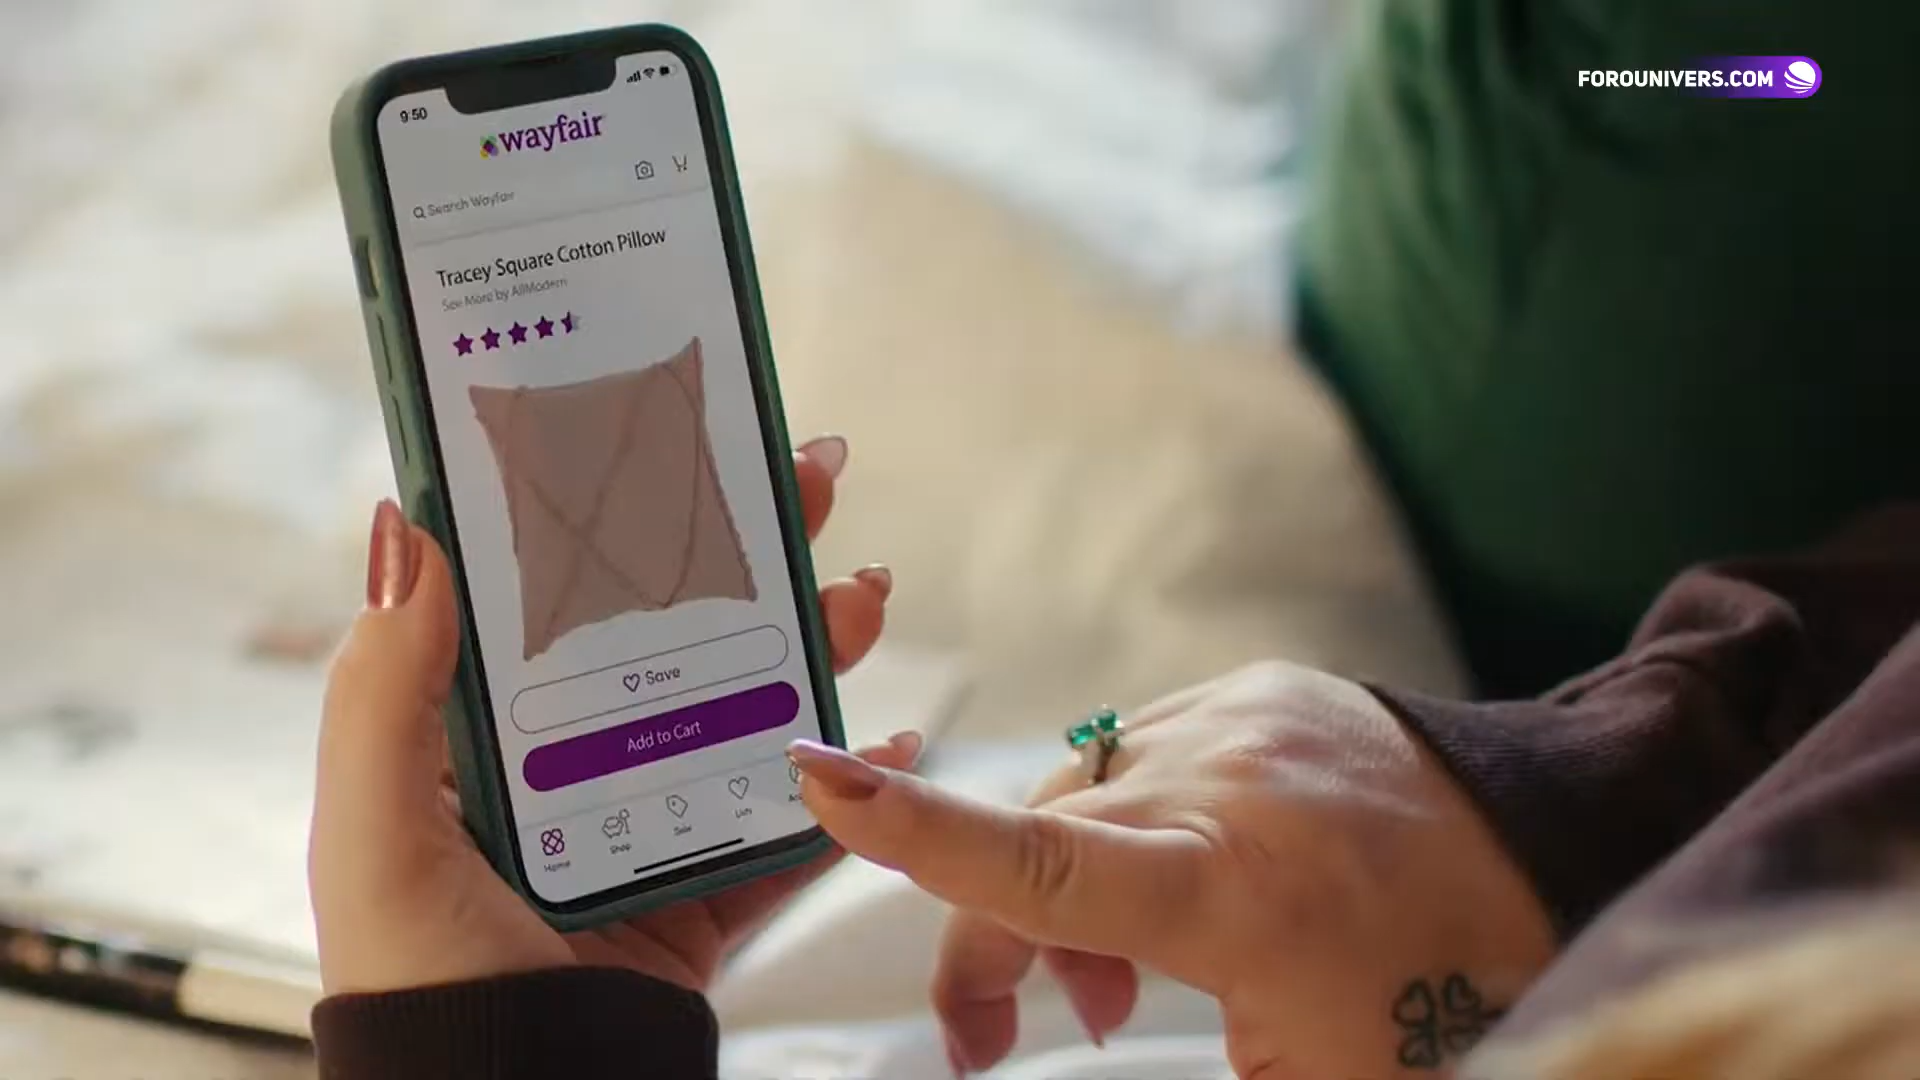 FOROUNIVERS.COM
9:50
wayfair
Search Wayfair
Tracey Square Cotton Pillow
See More by AllModern
Save
Add to Cart
Home
Shop
Sale
Lists